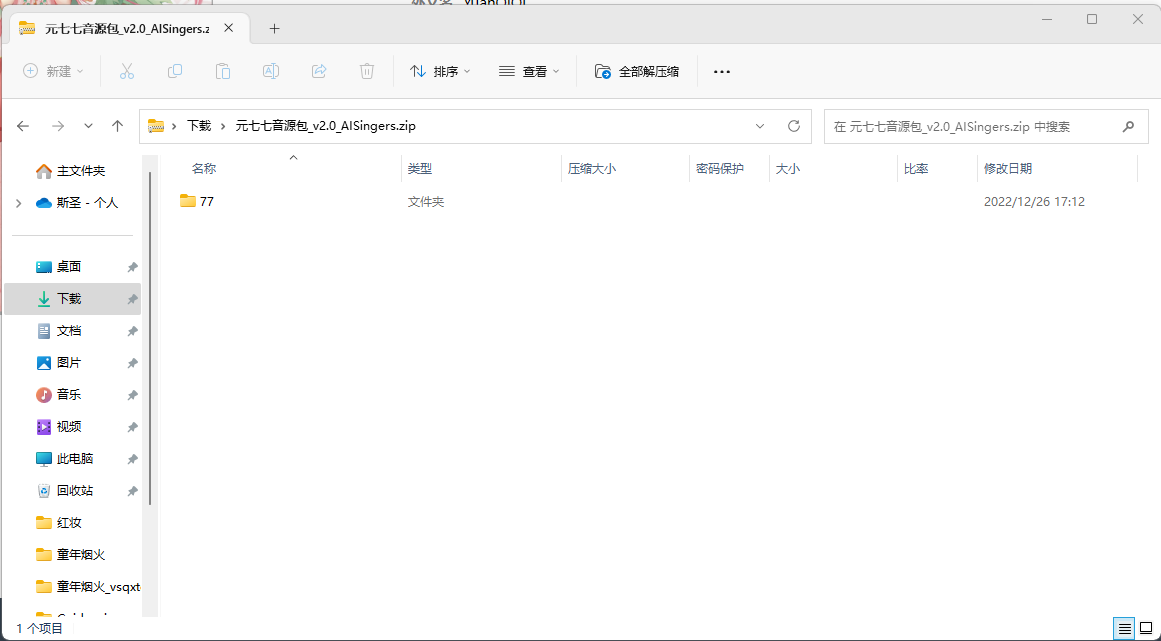 元七七音源包_v2.0_AISingers.z
新建
排序
查看
全部解压缩
下载
元七七音源包_v2.0_AISingers.zip
在 元七七音源包_v2.0_AISingers.zip 中搜索
名称
类型
压缩大小
密码保护
大小
比率
修改日期
77
文件夹
2022/12/26 17:12
主文件夹
斯圣 - 个人
桌面
下载
文档
图片
音乐
视频
此电脑
回收站
红妆
童年烟火
童年烟火_vsqxt
1 个项目